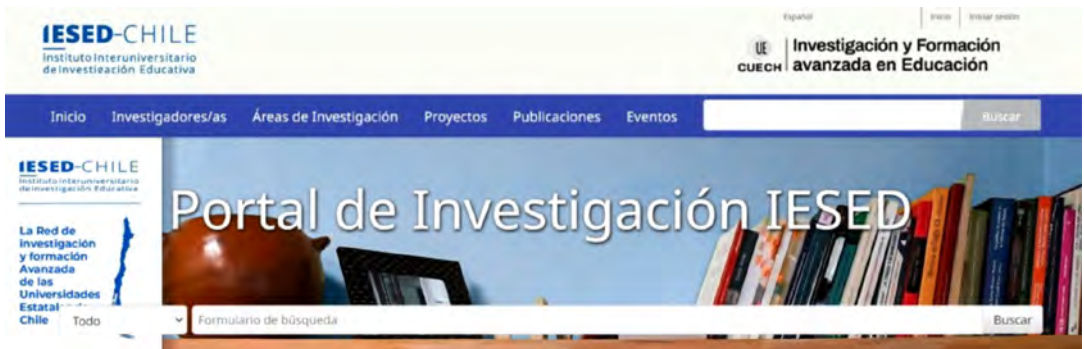 IESED-CHILE
Instituto Interuniversitario
de Investigación Educativa
Español
Inicio
Iniciar sesión
UE
CUECH
Investigación y Formación
avanzada en Educación
Inicio
Investigadores/as
Áreas de Investigación
Proyectos
Publicaciones
Eventos
Buscar
IESED-CHILE
Instituto Interuniversitario
de Investigación Educativa
La Red de
investigación
y formación
Avanzada
de las
Universidades
Chile
Portal de Investigación IESED
Todo
Formulario de búsqueda
Buscar